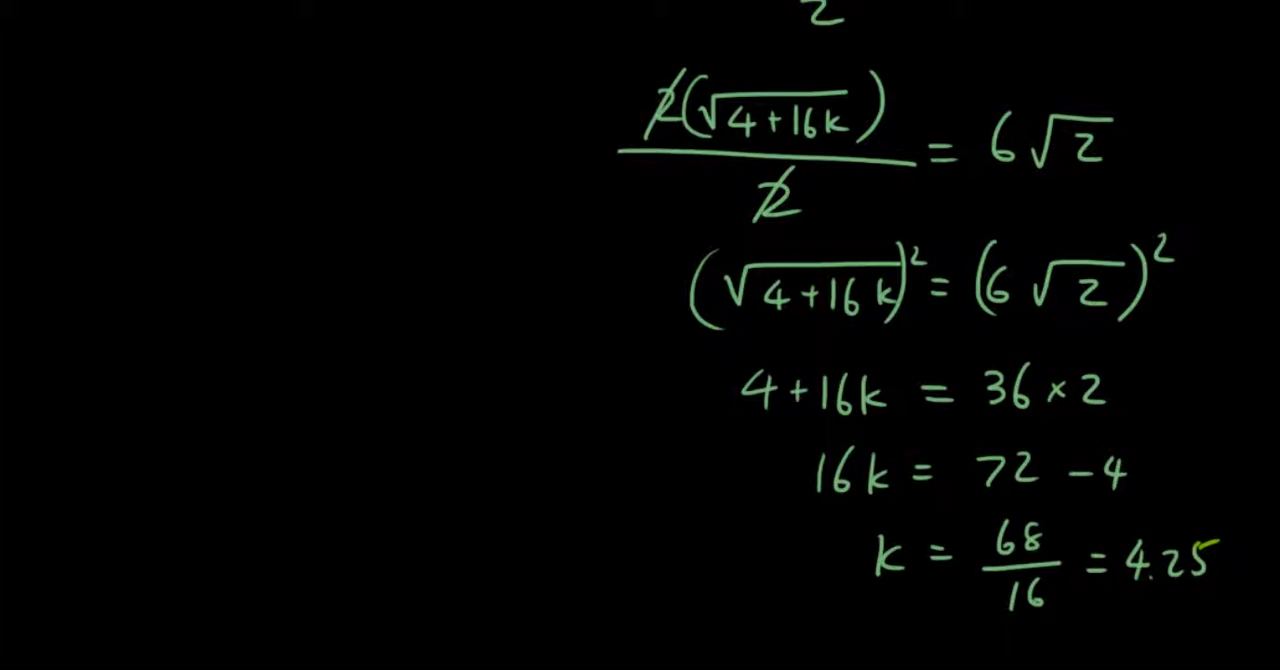 2
2(√4+16k)/2 = 6√2
(√4+16k)² = (6√2)²
4+16k = 36×2
16k = 72 - 4
k = 68/16 = 4.25